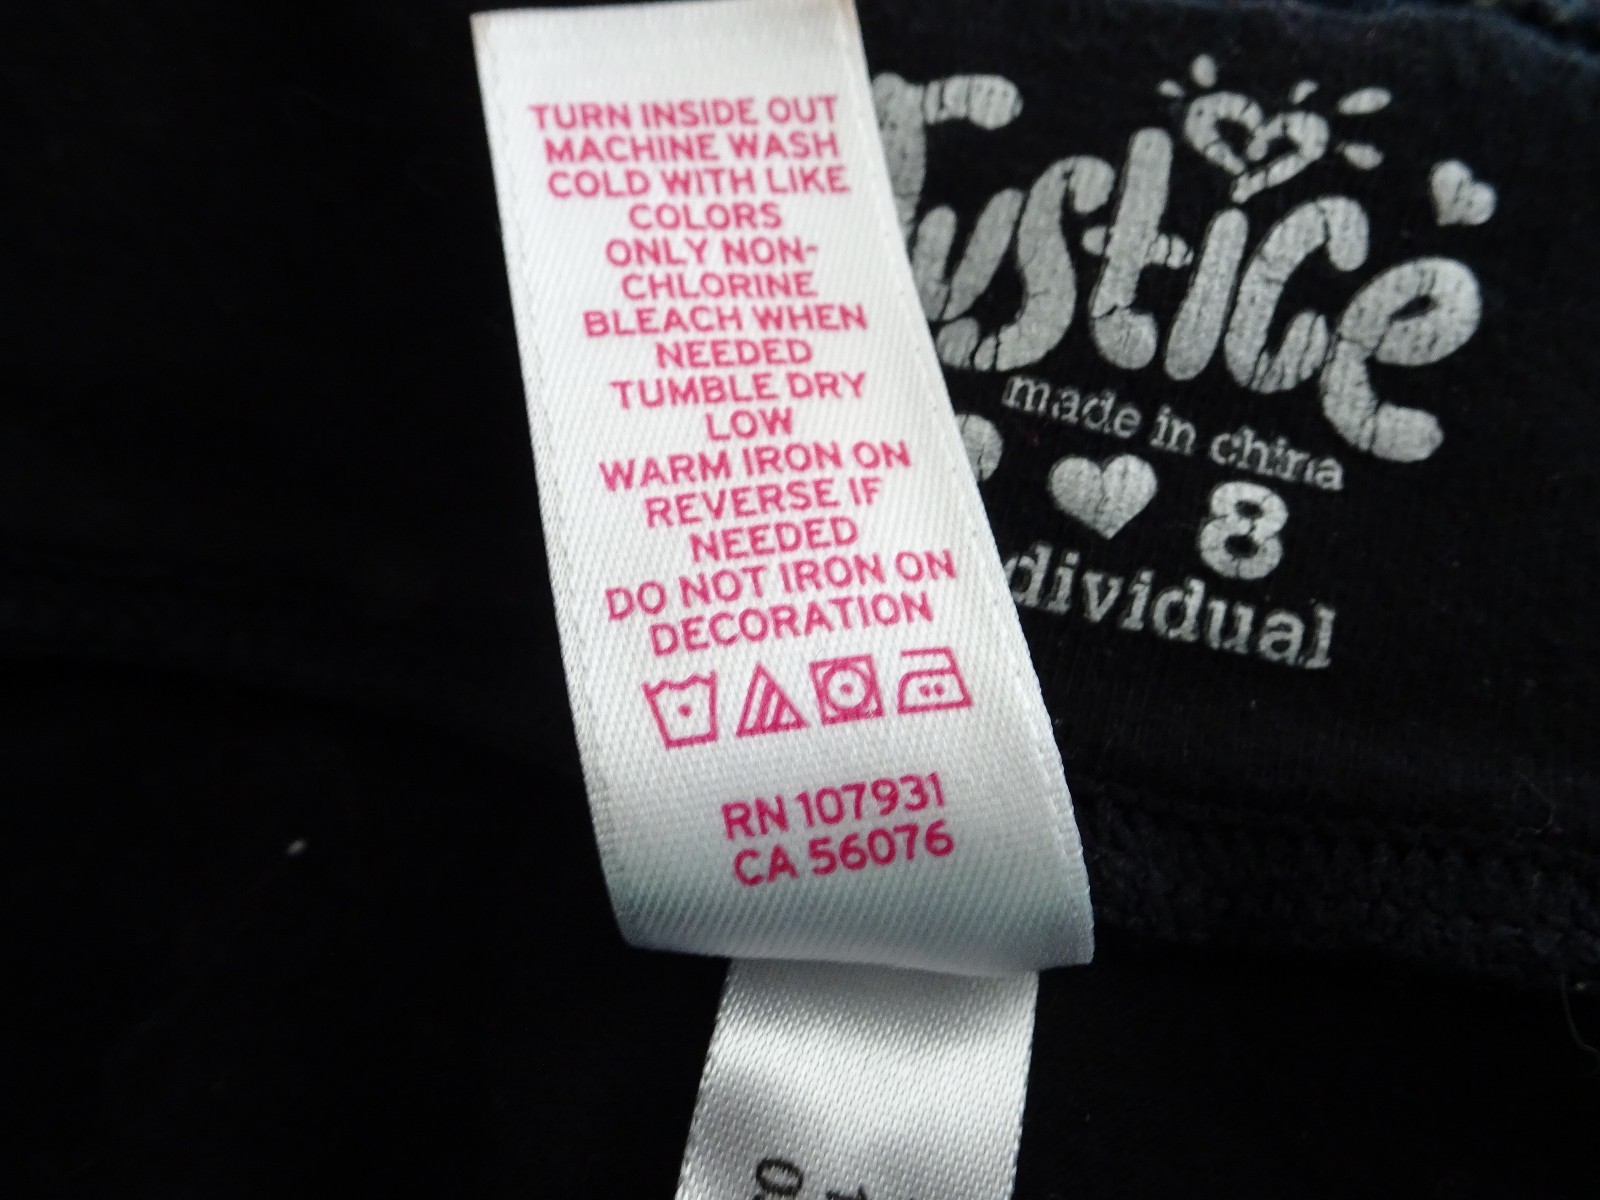 TURN INSIDE OUT
MACHINE WASH
COLD WITH LIKE
COLORS
ONLY NON-
CHLORINE
BLEACH WHEN
NEEDED
TUMBLE DRY
LOW
WARM IRON ON
REVERSE IF
NEEDED
DO NOT IRON ON
DECORATION
RN 107931
CA 56076
Justice
made in china
8
dividual